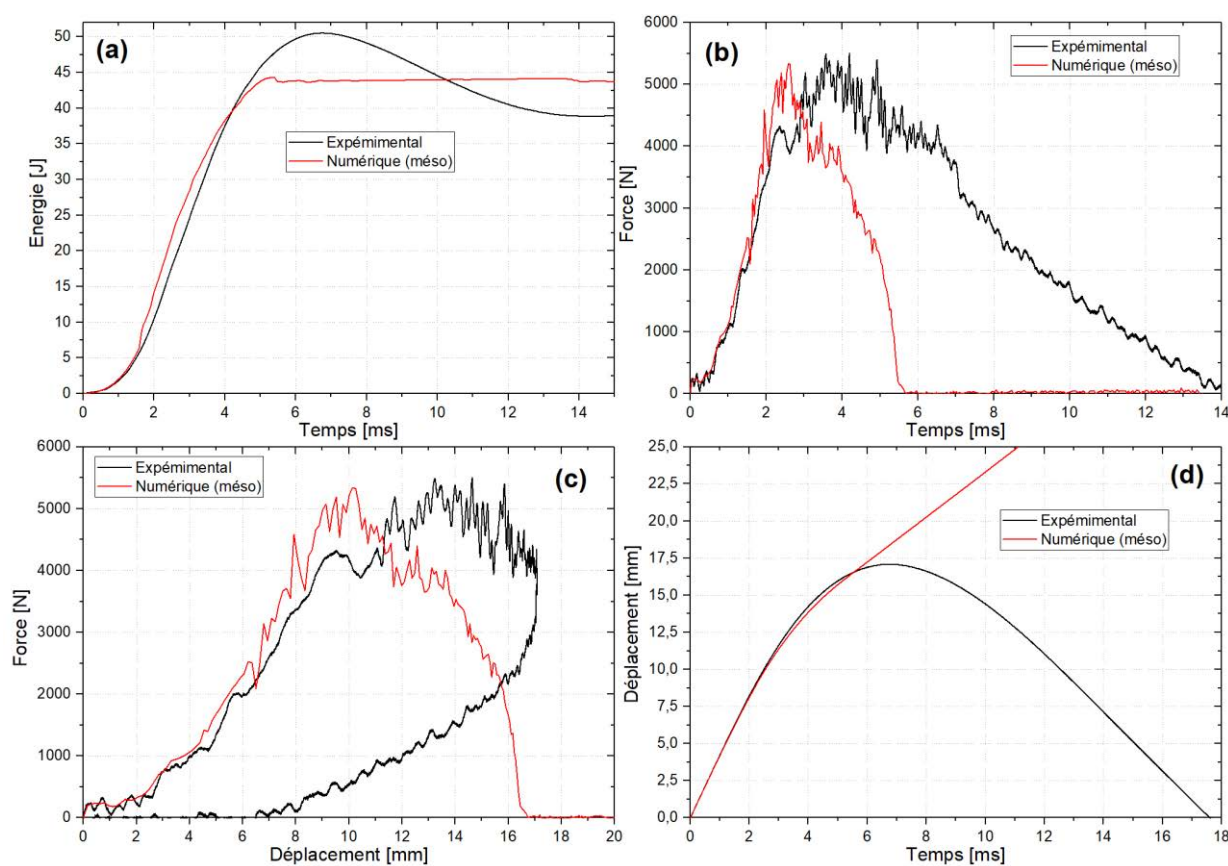 (a)
Energie [J]
50
45
40
35
30
25
20
15
10
5
0
Expémimental
Numérique (méso)
0 2 4 6 8 10 12 14
Temps [ms]
(b)
Force [N]
6000
5000
4000
3000
2000
1000
0
Expémimental
Numérique (méso)
0 2 4 6 8 10 12 14
Temps [ms]
(c)
Force [N]
6000
5000
4000
3000
2000
1000
0
Expémimental
Numérique (méso)
0 2 4 6 8 10 12 14 16 18 20
Déplacement [mm]
(d)
Déplacement [mm]
25,0
22,5
20,0
17,5
15,0
12,5
10,0
7,5
5,0
2,5
0,0
Expémimental
Numérique (méso)
0 2 4 6 8 10 12 14 16 18
Temps [ms]